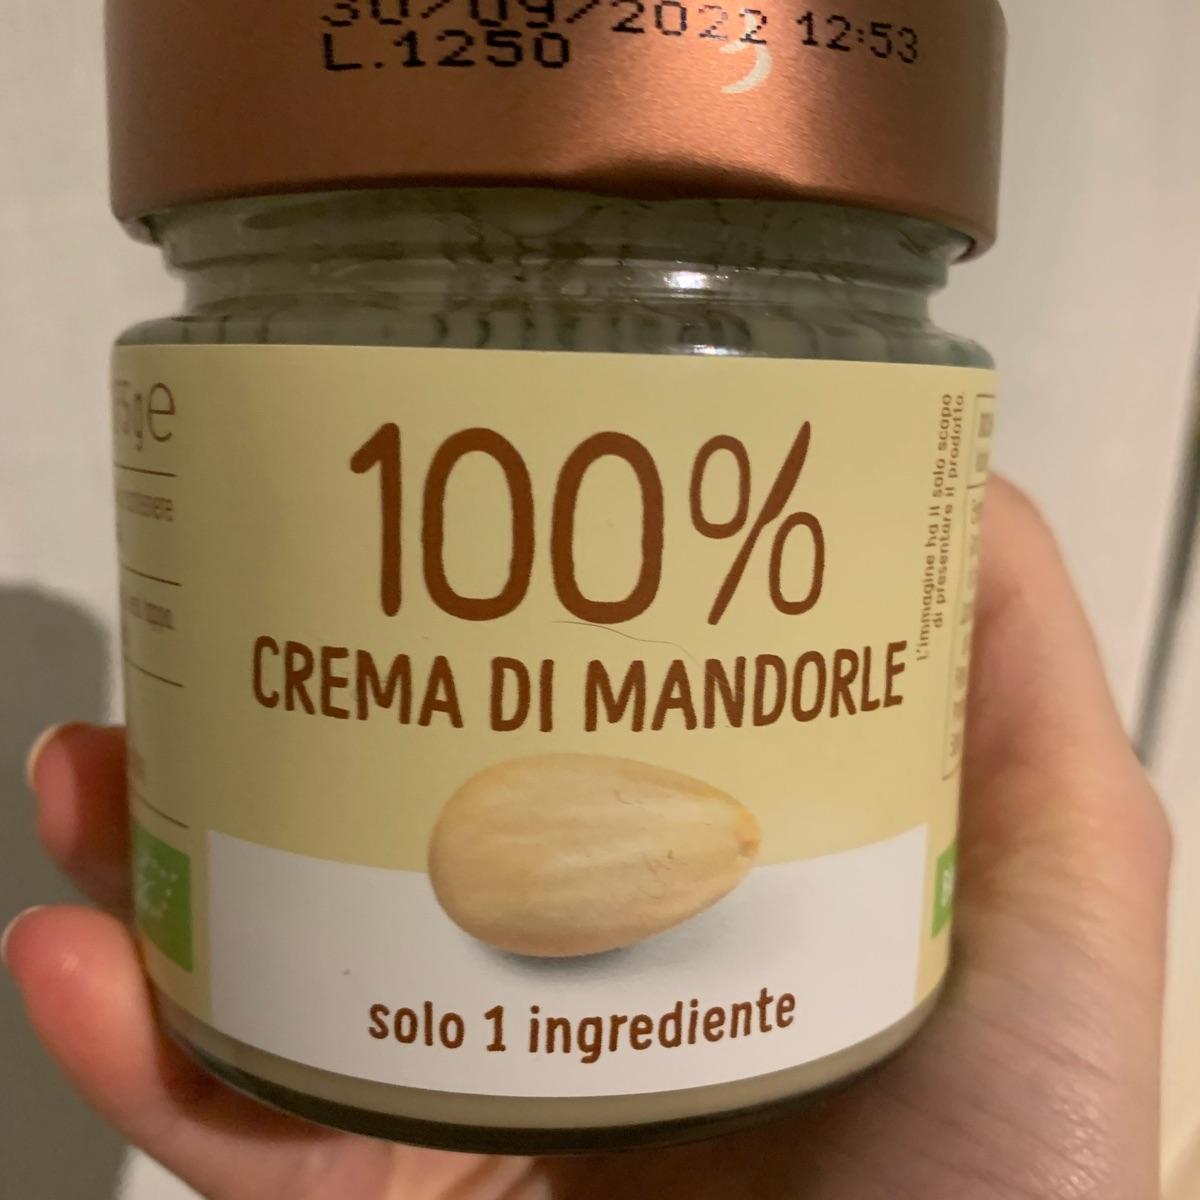 30/09/2022 12:53
L.1250
100%
CREMA DI MANDORLE
solo 1 ingrediente
L'immagine ha il solo scopo
di presentare il prodotto.